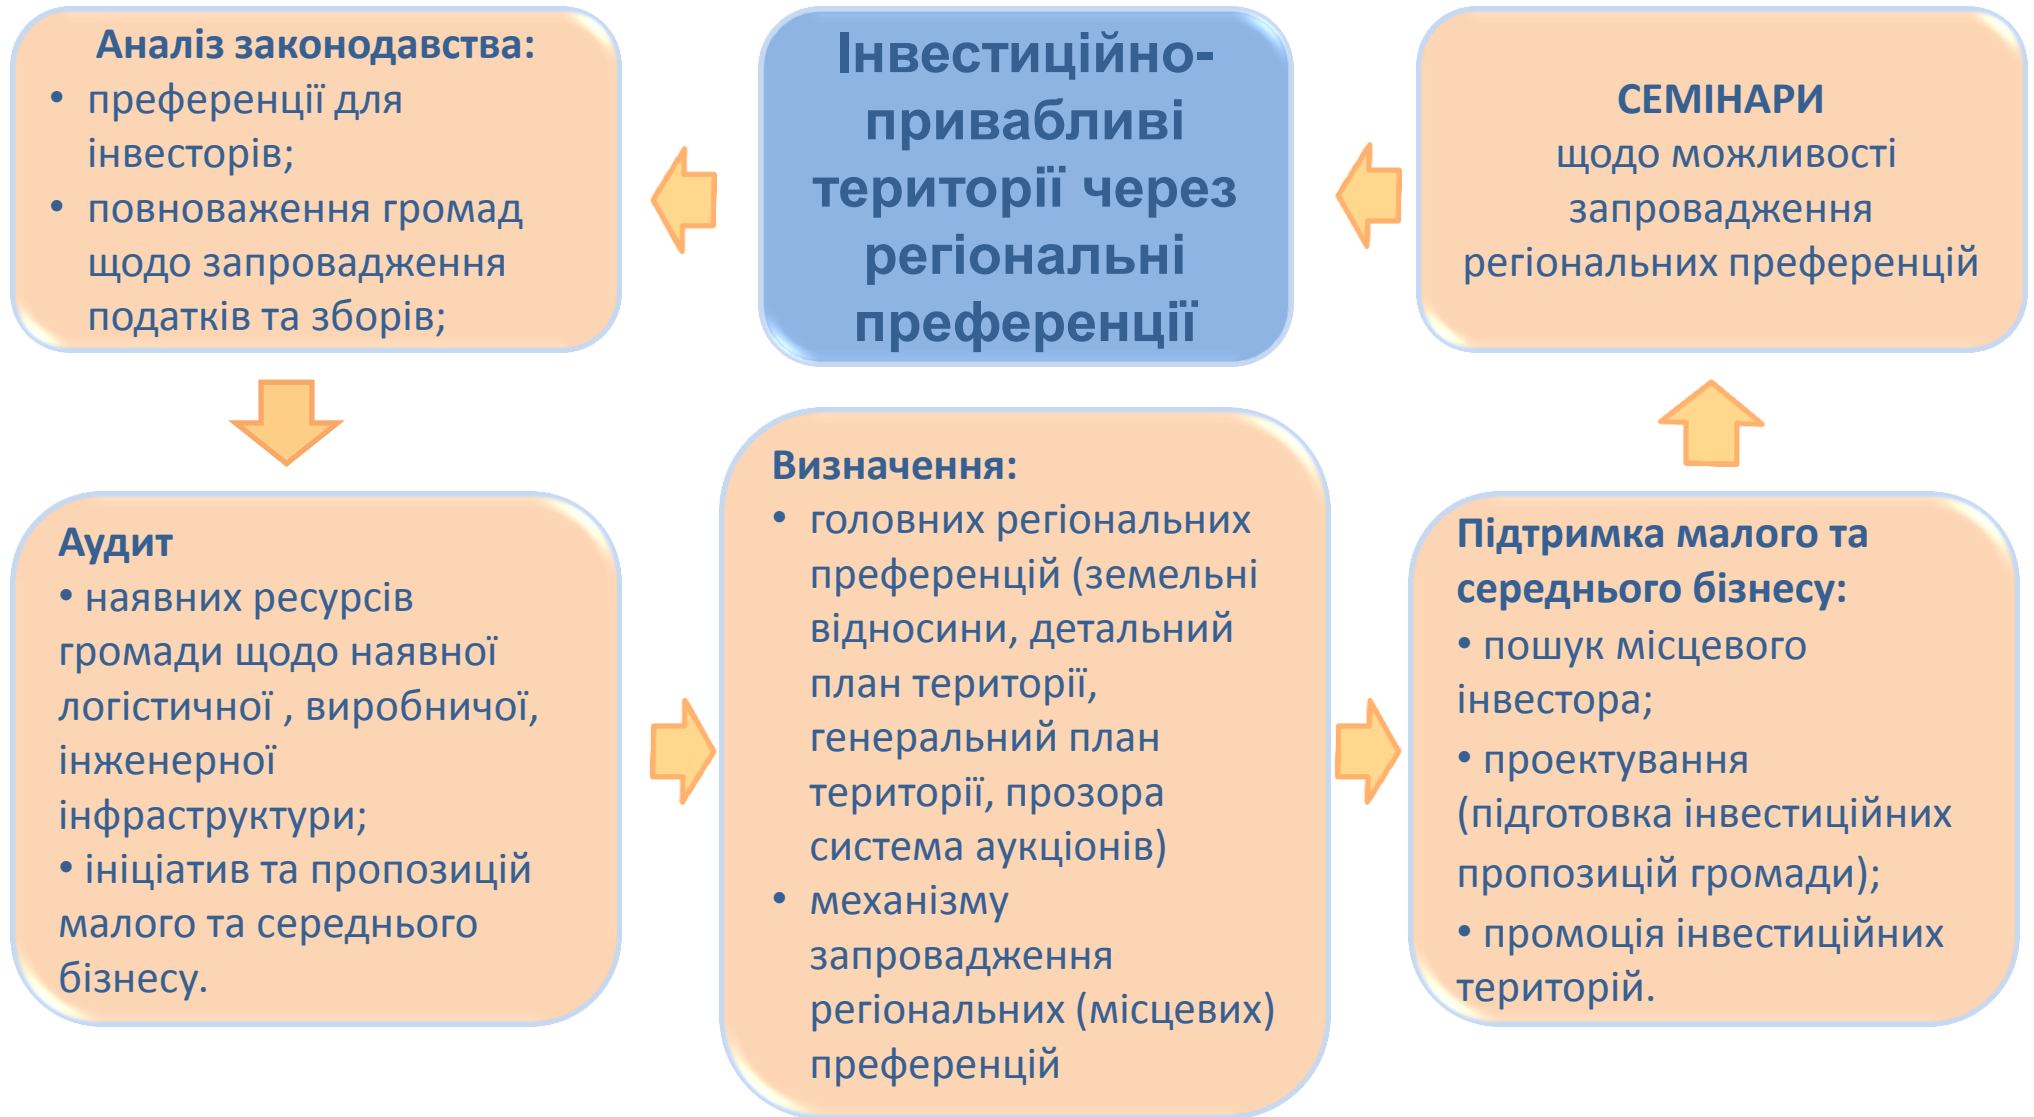 Аналіз законодавства:
• преференції для
інвесторів;
• повноваження громад
щодо запровадження
податків та зборів;
Інвестиційно-
привабливі
території через
регіональні
преференції
СЕМІНАРИ
щодо можливості
запровадження
регіональних преференцій
Аудит
• наявних ресурсів
громади щодо наявної
логістичної , виробничої,
інженерної
інфраструктури;
• ініціатив та пропозицій
малого та середнього
бізнесу.
Визначення:
• головних регіональних
преференцій (земельні
відносини, детальний
план території,
генеральний план
території, прозора
система аукціонів)
• механізму
запровадження
регіональних (місцевих)
преференцій
Підтримка малого та
середнього бізнесу:
• пошук місцевого
інвестора;
• проектування
(підготовка інвестиційних
пропозицій громади);
• промоція інвестиційних
територій.